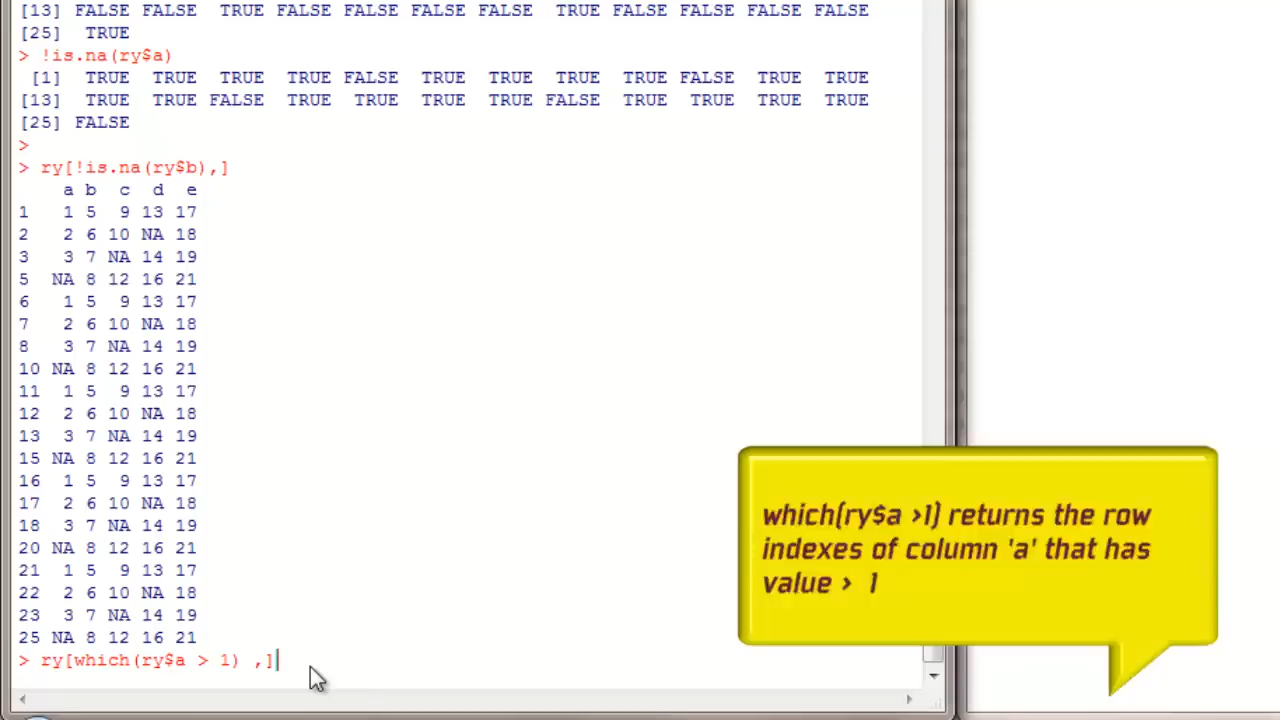 [13] FALSE FALSE TRUE FALSE FALSE FALSE FALSE TRUE FALSE FALSE FALSE FALSE
[25] TRUE
> !is.na(ry$a)
[1] TRUE TRUE TRUE TRUE FALSE TRUE TRUE TRUE TRUE FALSE TRUE TRUE
[13] TRUE TRUE FALSE TRUE TRUE TRUE TRUE FALSE TRUE TRUE TRUE TRUE
[25] FALSE
>
> ry[!is.na(ry$b),]
a b c d e
1 1 5 9 13 17
2 2 6 10 NA 18
3 3 7 NA 14 19
5 NA 8 12 16 21
6 1 5 9 13 17
7 2 6 10 NA 18
8 3 7 NA 14 19
10 NA 8 12 16 21
11 1 5 9 13 17
12 2 6 10 NA 18
13 3 7 NA 14 19
15 NA 8 12 16 21
16 1 5 9 13 17
17 2 6 10 NA 18
18 3 7 NA 14 19
20 NA 8 12 16 21
21 1 5 9 13 17
22 2 6 10 NA 18
23 3 7 NA 14 19
25 NA 8 12 16 21
> ry[which(ry$a > 1) ,]
which(ry$a >1) returns the row
indexes of column 'a' that has
value > 1